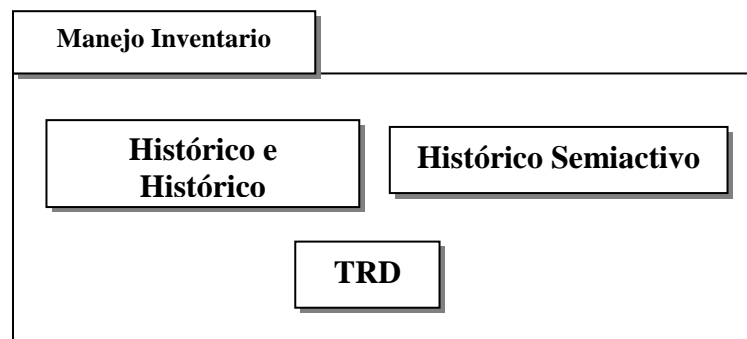 Manejo Inventario
Histórico e
Histórico
Histórico Semiactivo
TRD